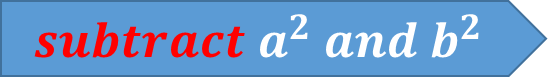 subtract a² and b²